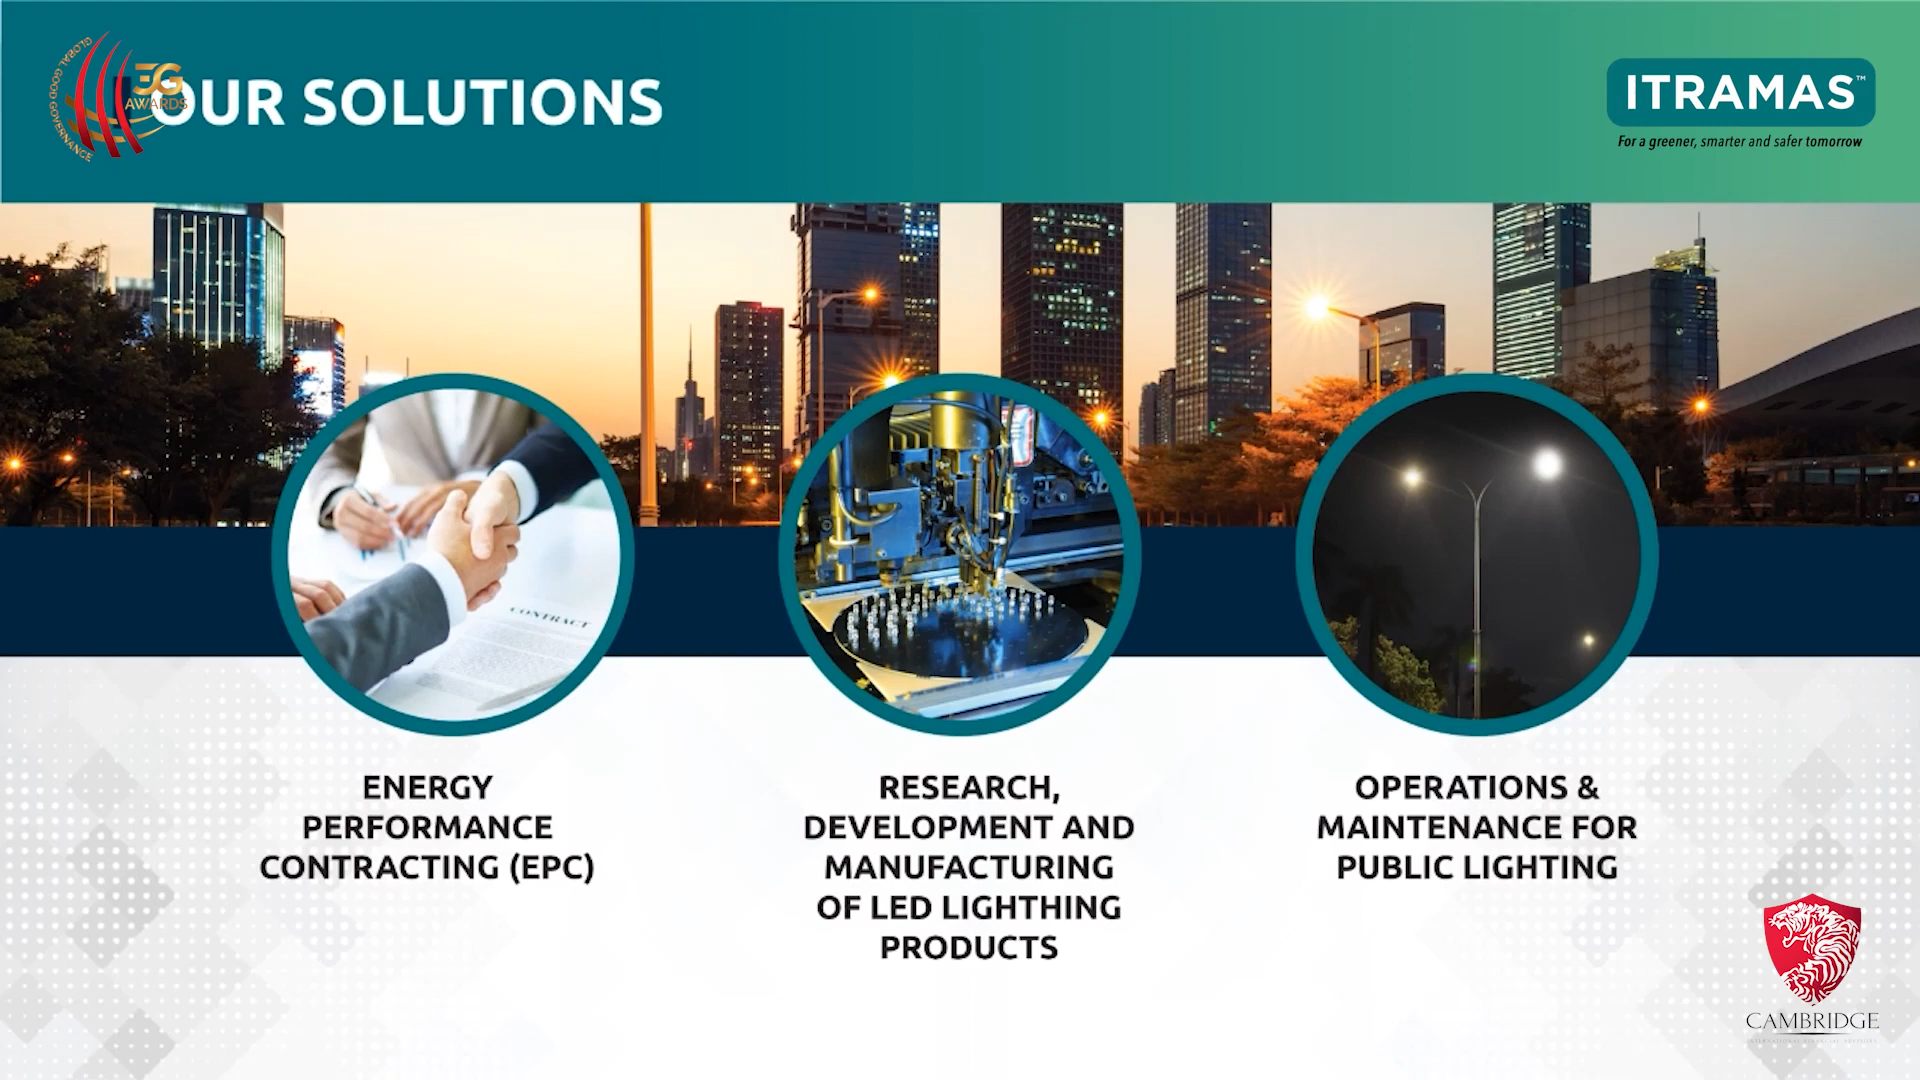 GLOBAL GOOD GOVERNANCE
3G
AWARDS
OUR SOLUTIONS
ITRAMAS™
For a greener, smarter and safer tomorrow
CONTRACT
ENERGY
PERFORMANCE
CONTRACTING (EPC)
RESEARCH,
DEVELOPMENT AND
MANUFACTURING
OF LED LIGHTHING
PRODUCTS
OPERATIONS &
MAINTENANCE FOR
PUBLIC LIGHTING
CAMBRIDGE